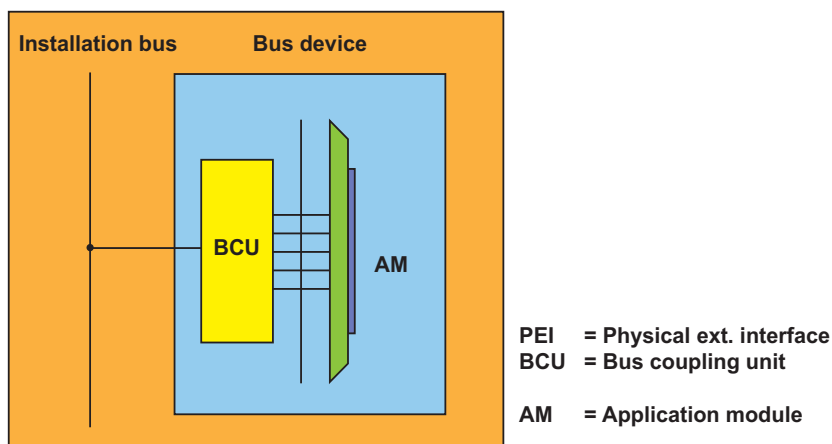 Installation bus
Bus device
BCU
AM
PEI = Physical ext. interface
BCU = Bus coupling unit
AM = Application module